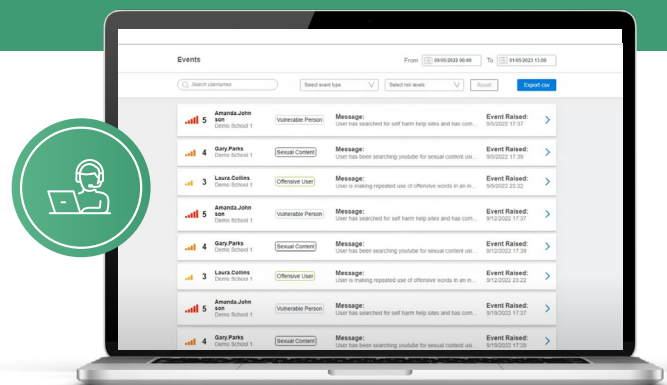 Events
From 09/05/2022 00:00 To 01/05/2023 13:00
Search usernames Select event type Select risk levels Reset Export csv
5 Amanda.John
son
Demo School 1
Vulnerable Person
Message:
User has searched for self harm help sites and has com...
Event Raised:
9/5/2022 17:37
4 Gary.Parks
Demo School 1
Sexual Content
Message:
User has been searching youtube for sexual content usi...
Event Raised:
9/5/2022 17:39
3 Laura.Collins
Demo School 1
Offensive User
Message:
User is making repeated use of offensive words in an in...
Event Raised:
9/5/2022 23:22
5 Amanda.John
son
Demo School 1
Vulnerable Person
Message:
User has searched for self harm help sites and has com...
Event Raised:
9/12/2022 17:37
4 Gary.Parks
Demo School 1
Sexual Content
Message:
User has been searching youtube for sexual content usi...
Event Raised:
9/12/2022 17:39
3 Laura.Collins
Demo School 1
Offensive User
Message:
User is making repeated use of offensive words in an in...
Event Raised:
9/12/2022 23:22
5 Amanda.John
son
Demo School 1
Vulnerable Person
Message:
User has searched for self harm help sites and has com...
Event Raised:
9/19/2022 17:37
4 Gary.Parks
Demo School 1
Sexual Content
Message:
User has been searching youtube for sexual content usi...
Event Raised:
9/19/2022 17:39